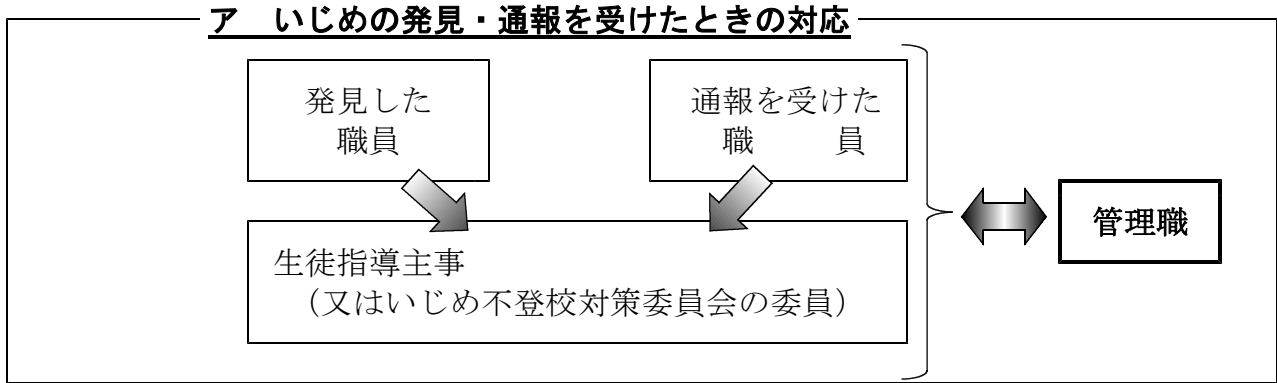 ア　いじめの発見・通報を受けたときの対応
発見した
職員
通報を受けた
職　　員
生徒指導主事
（又はいじめ不登校対策委員会の委員）
管理職